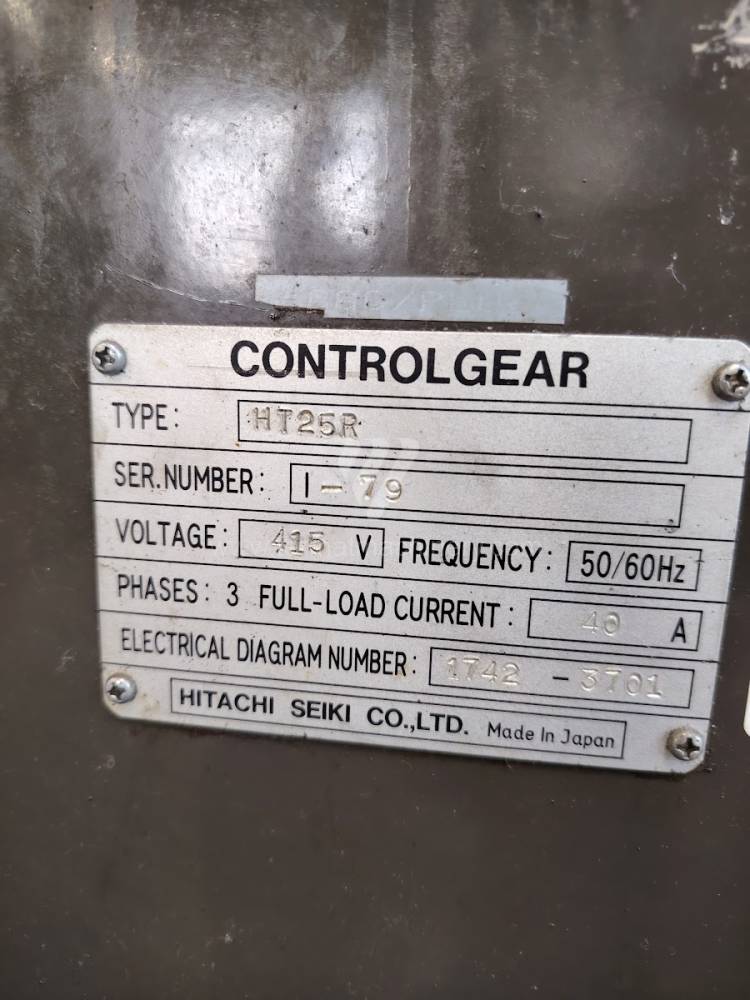 CONTROLGEAR
TYPE: HT25R
SER.NUMBER: I-79
VOLTAGE: 415 V FREQUENCY: 50/60Hz
PHASES: 3 FULL-LOAD CURRENT: 40 A
ELECTRICAL DIAGRAM NUMBER: 1742-3701
HITACHI SEIKI CO.,LTD. Made In Japan